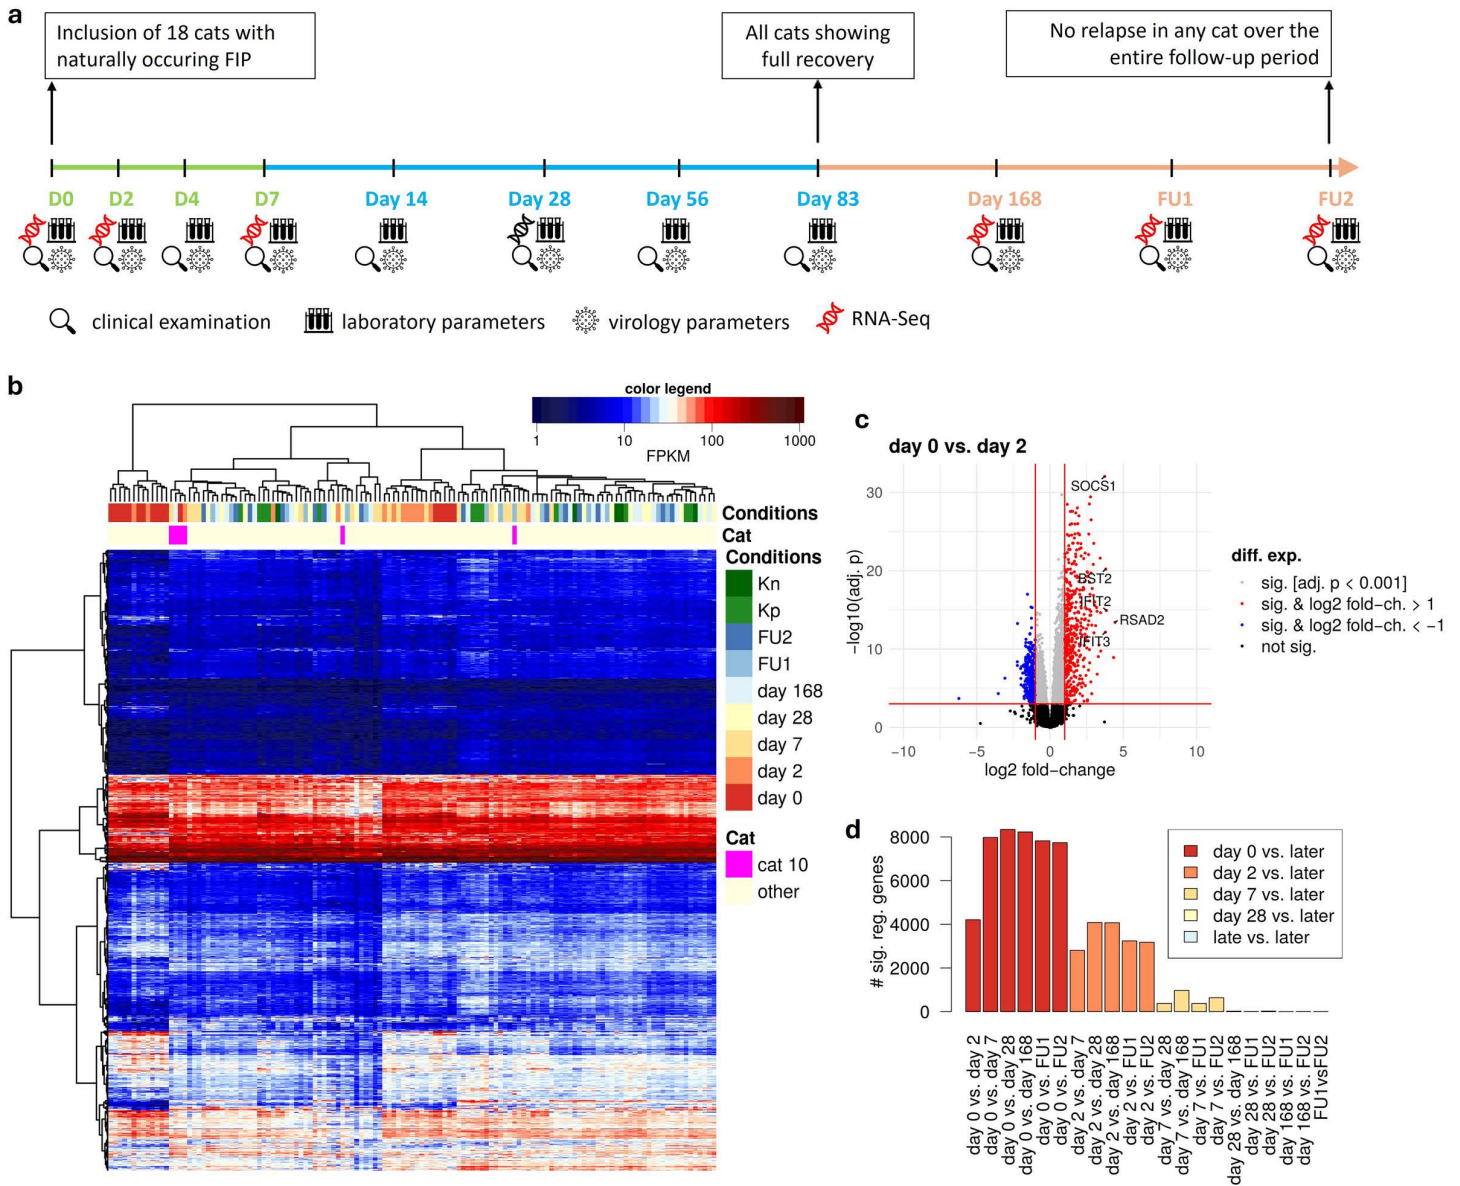 a
Inclusion of 18 cats with
naturally occuring FIP
All cats showing
full recovery
No relapse in any cat over the
entire follow-up period
D0 D2 D4 D7 Day 14 Day 28 Day 56 Day 83 Day 168 FU1 FU2
clinical examination laboratory parameters virology parameters RNA-Seq
b
color legend
1 10 100 1000
FPKM
Conditions
Cat
Conditions
Kn
Kp
FU2
FU1
day 168
day 28
day 7
day 2
day 0
Cat
cat 10
other
c
day 0 vs. day 2
−log10(adj. p)
30
20
10
0
SOCS1
BST2
IFIT2
RSAD2
IFIT3
−10 −5 0 5 10
log2 fold−change
diff. exp.
sig. [adj. p < 0.001]
sig. & log2 fold−ch. > 1
sig. & log2 fold−ch. < −1
not sig.
d
# sig. reg. genes
8000
6000
4000
2000
0
day 0 vs. later
day 2 vs. later
day 7 vs. later
day 28 vs. later
late vs. later
day 0 vs. day 2
day 0 vs. day 7
day 0 vs. day 28
day 0 vs. day 168
day 0 vs. FU1
day 0 vs. FU2
day 2 vs. day 7
day 2 vs. day 28
day 2 vs. day 168
day 2 vs. FU1
day 2 vs. FU2
day 7 vs. day 28
day 7 vs. day 168
day 7 vs. FU1
day 7 vs. FU2
day 28 vs. day 168
day 28 vs. FU1
day 28 vs. FU2
day 168 vs. FU1
day 168 vs. FU2
FU1vsFU2